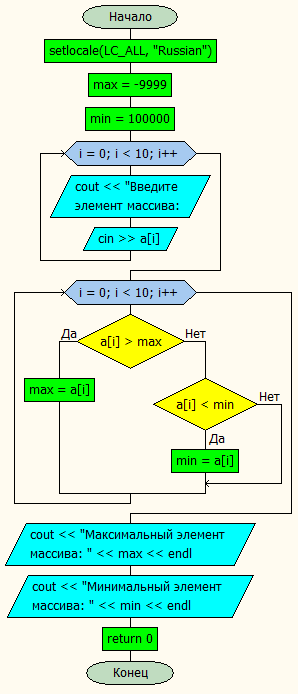 Начало
setlocale(LC_ALL, "Russian")
max = -9999
min = 100000
i = 0; i < 10; i++
cout << "Введите
элемент массива:
cin >> a[i]
i = 0; i < 10; i++
Да
Нет
a[i] > max
max = a[i]
Нет
a[i] < min
Да
min = a[i]
cout << "Максимальный элемент
массива: " << max << endl
cout << "Минимальный элемент
массива: " << min << endl
return 0
Конец